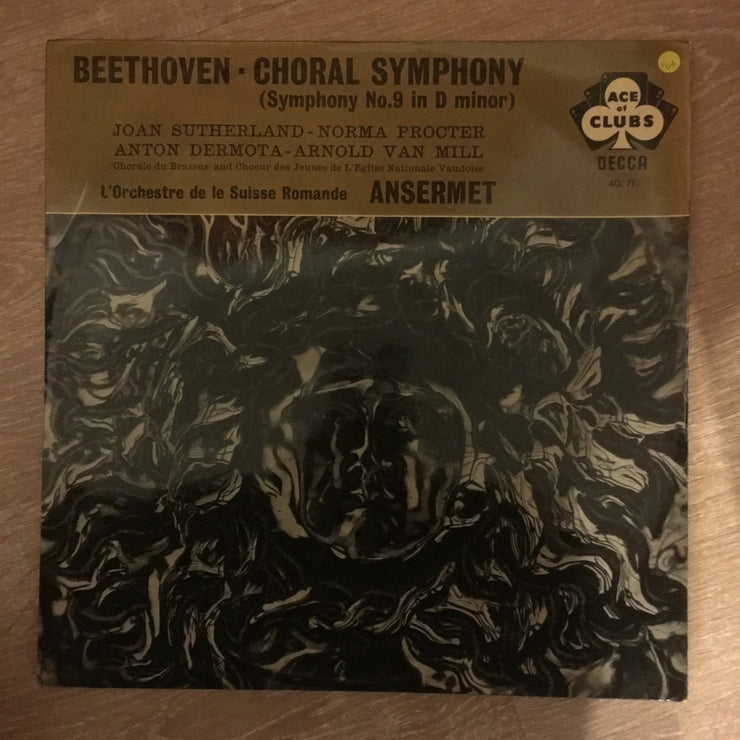 BEETHOVEN · CHORAL SYMPHONY
(Symphony No.9 in D minor)
JOAN SUTHERLAND-NORMA PROCTER
ANTON DERMOTA-ARNOLD VAN MILL
'Chorale du Brassus' and Choeur des Jeunes de L'Eglise Nationale Vaudoise
L'Orchestre de le Suisse Romande ANSERMET
ACE
of
CLUBS
DECCA
ACL 77